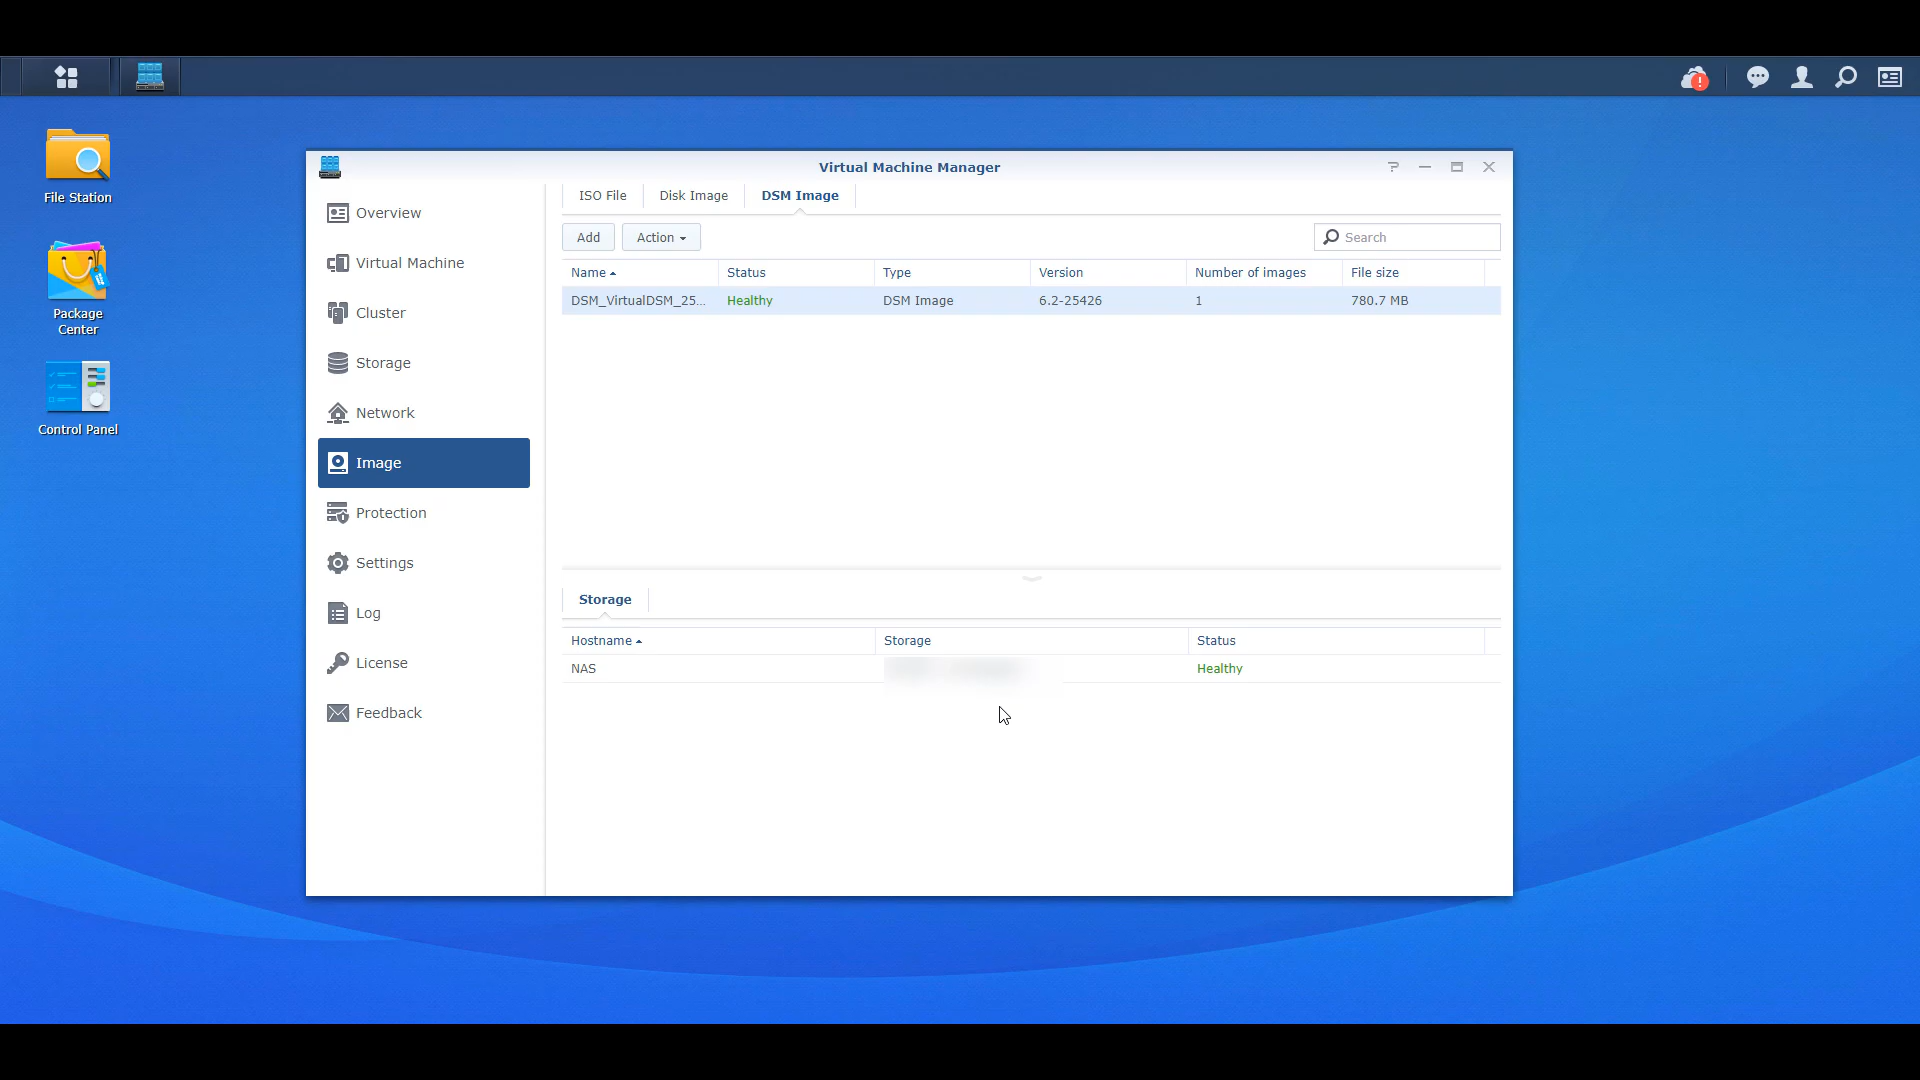 File Station
Package
Center
Control Panel
Virtual Machine Manager
Overview
Virtual Machine
Cluster
Storage
Network
Image
Protection
Settings
Log
License
Feedback
ISO File Disk Image DSM Image
Add Action Search
Name Status Type Version Number of images File size
DSM_VirtualDSM_25... Healthy DSM Image 6.2-25426 1 780.7 MB
Storage
Hostname Storage Status
NAS Healthy